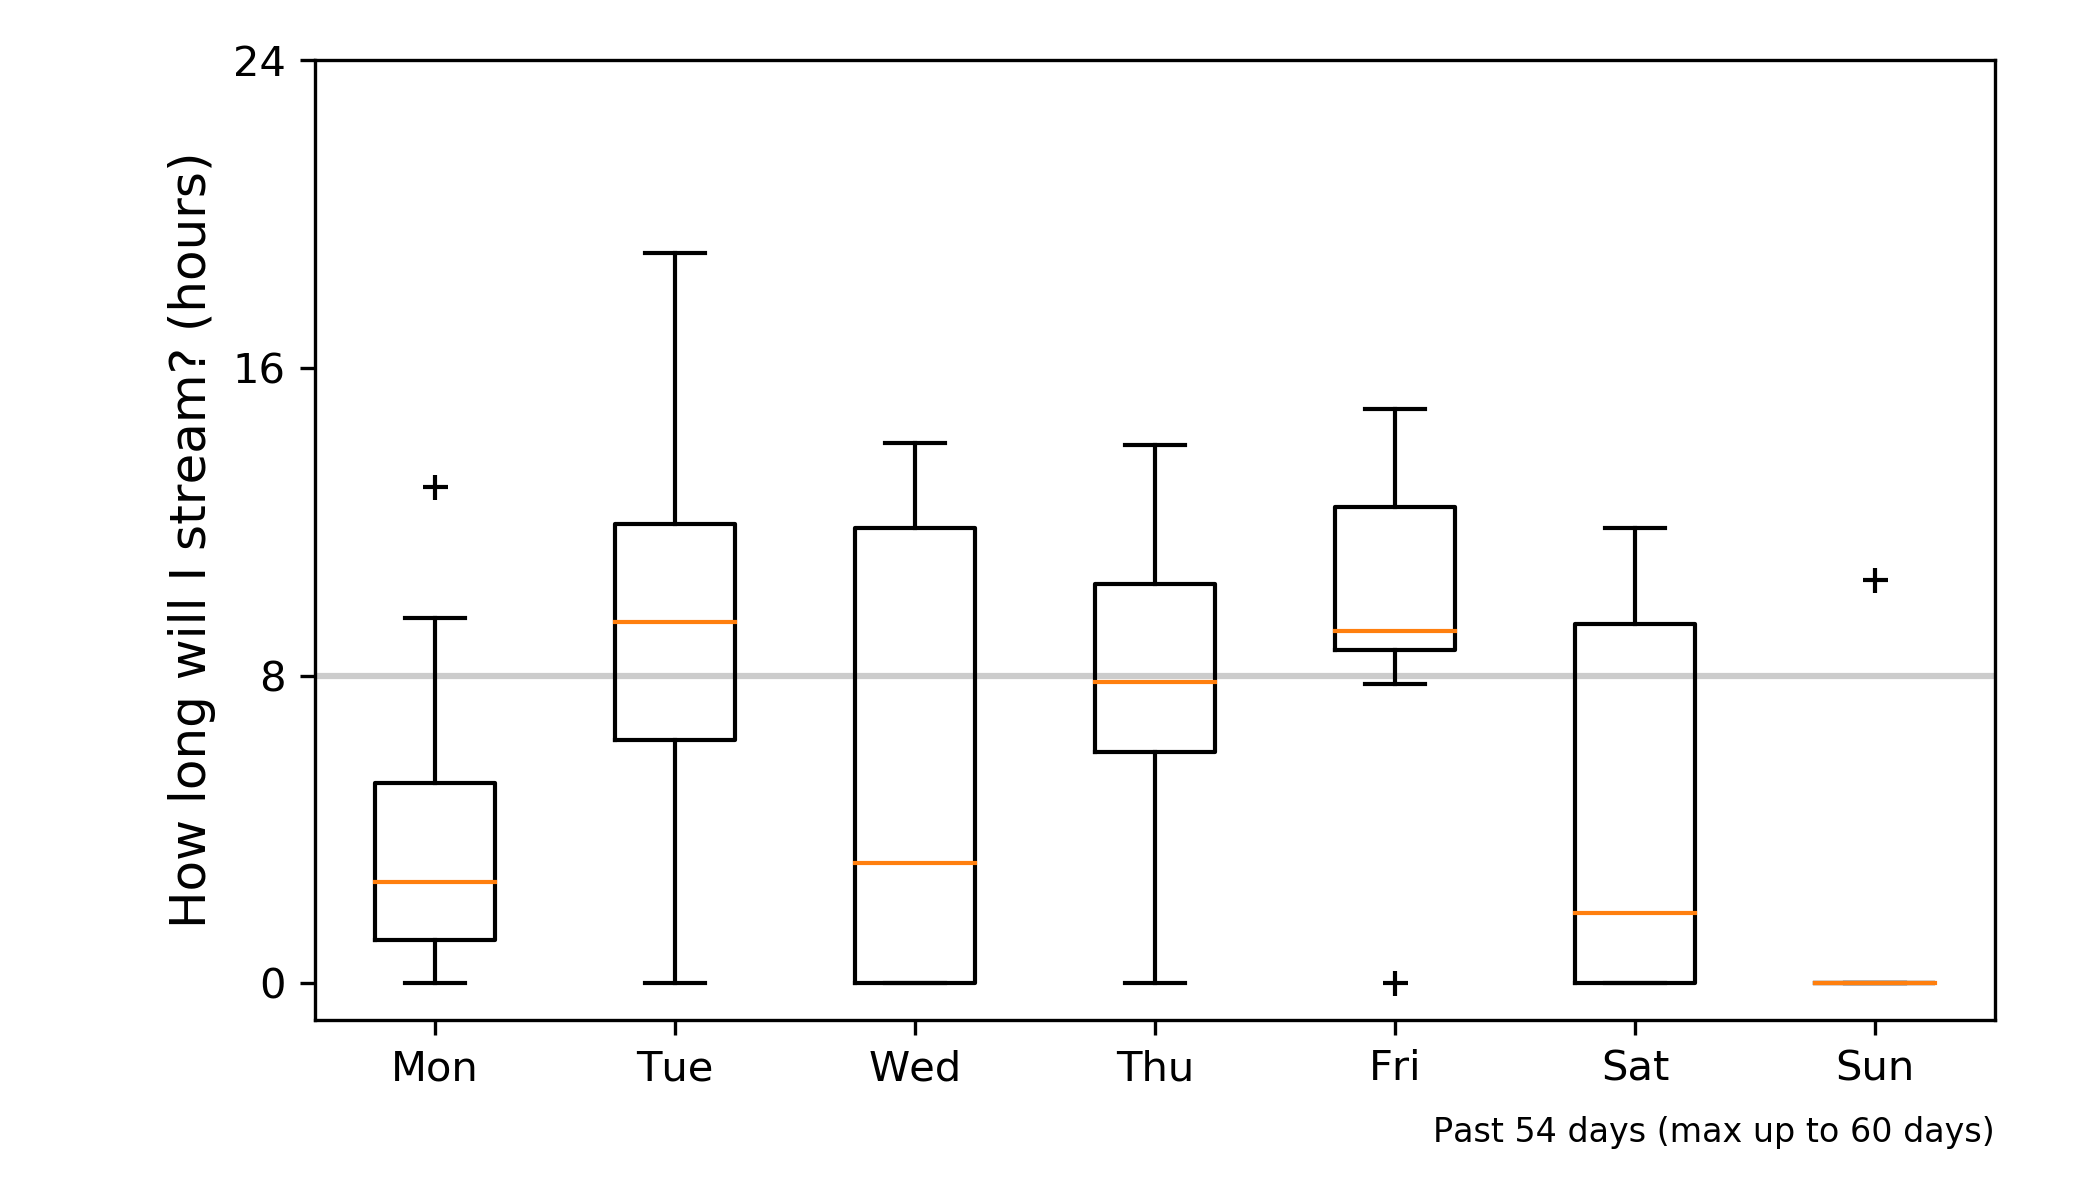 How long will I stream? (hours)
24
16
8
0
Mon Tue Wed Thu Fri Sat Sun
Past 54 days (max up to 60 days)